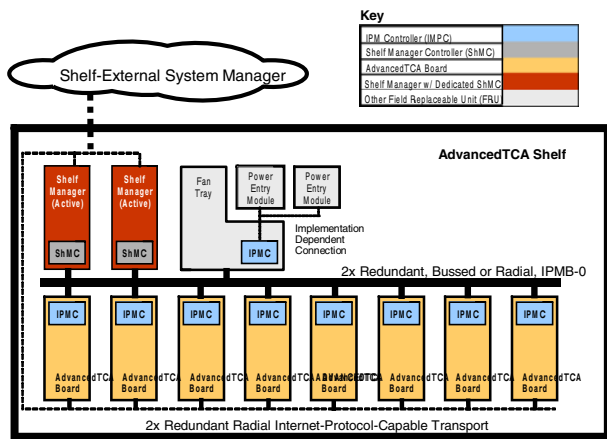 Key
IPM Controller (IMPC)
Shelf Manager Controller (ShMC)
AdvancedTCA Board
Shelf Manager w/ Dedicated ShMC
Other Field Replaceable Unit (FRU)
Shelf-External System Manager
AdvancedTCA Shelf
Shelf
Manager
(Active)
ShMC
Shelf
Manager
(Active)
ShMC
Fan
Tray
IPMC
Power
Entry
Module
Power
Entry
Module
Implementation
Dependent
Connection
2x Redundant, Bussed or Radial, IPMB-0
IPMC
AdvancedTCA
Board
IPMC
AdvancedTCA
Board
IPMC
AdvancedTCA
Board
IPMC
AdvancedTCA
Board
IPMC
AdvancedTCA
Board
IPMC
AdvancedTCA
Board
IPMC
AdvancedTCA
Board
IPMC
AdvancedTCA
Board
2x Redundant Radial Internet-Protocol-Capable Transport